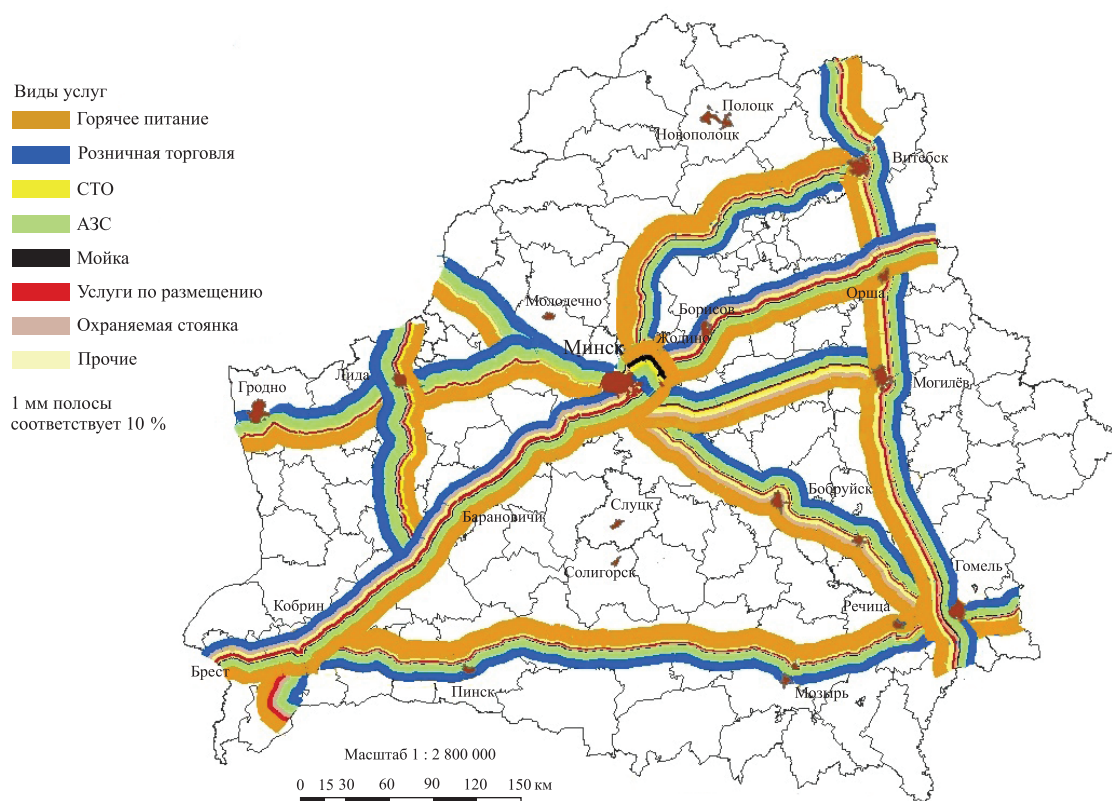 Виды услуг
Горячее питание
Розничная торговля
СТО
АЗС
Мойка
Услуги по размещению
Охраняемая стоянка
Прочие
1 мм полосы
соответствует 10 %
Полоцк
Новополоцк
Витебск
Орша
Молодечно
Борисов
Жодино
Минск
Лида
Гродно
Могилёв
Бобруйск
Слуцк
Барановичи
Солигорск
Гомель
Речица
Кобрин
Брест
Пинск
Мозырь
Масштаб 1 : 2 800 000
0 15 30 60 90 120 150 км